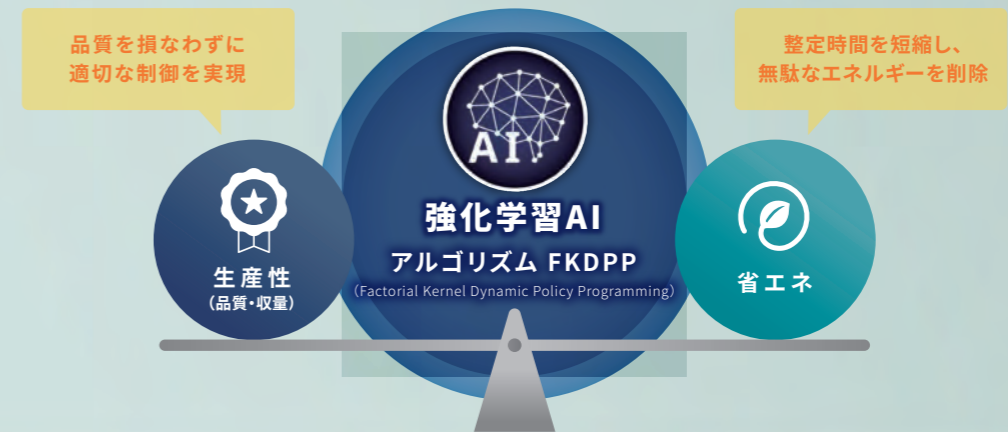 品質を損なわずに
適切な制御を実現
整定時間を短縮し、
無駄なエネルギーを削除
AI
強化学習AI
アルゴリズム FKDPP
(Factorial Kernel Dynamic Policy Programming)
生産性
(品質・収量)
省エネ